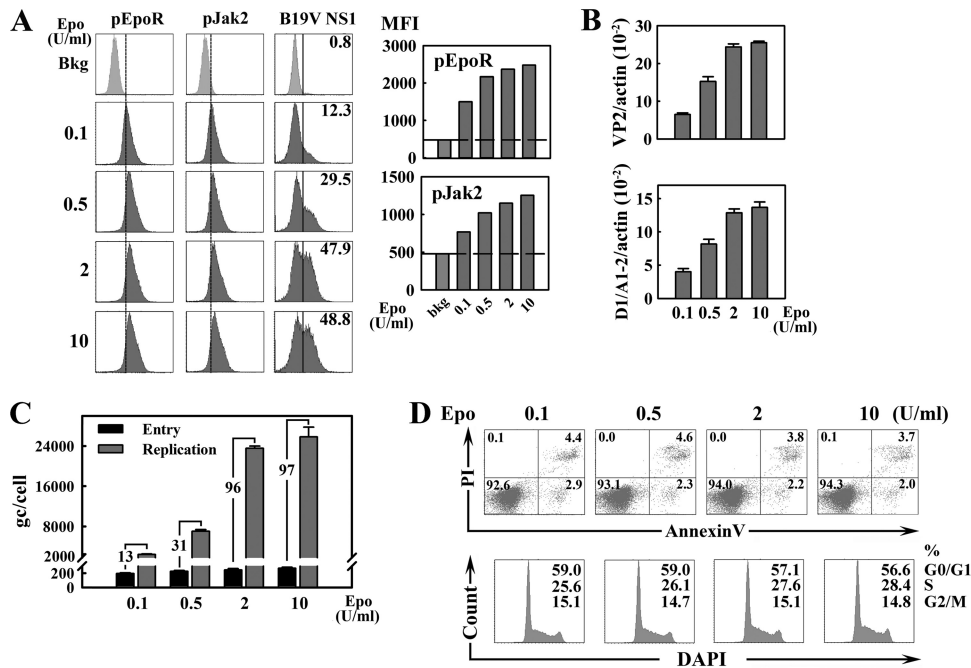 A
Epo
(U/ml)
Bkg
0.1
0.5
2
10
pEpoR
pJak2
B19V NS1
0.8
12.3
29.5
47.9
48.8
MFI
3000
2000
1000
0
pEpoR
1500
1000
500
0
pJak2
Epo
(U/ml)
bkg
0.1
0.5
2
10
B
VP2/actin (10-2)
30
20
10
0
D1/A1-2/actin (10-2)
15
10
5
0
0.1
0.5
2
10
Epo
(U/ml)
C
gc/cell
24000
16000
8000
2000
200
0
Entry
Replication
13
31
96
97
0.1
0.5
2
10
Epo
(U/ml)
D
Epo
0.1
0.5
2
10
(U/ml)
PI
0.1
4.4
92.6
2.9
0.0
4.6
93.1
2.3
0.0
3.8
94.0
2.2
0.1
3.7
94.3
2.0
AnnexinV
Count
59.0
25.6
15.1
59.0
26.1
14.7
57.1
27.6
15.1
56.6
28.4
14.8
%
G0/G1
S
G2/M
DAPI